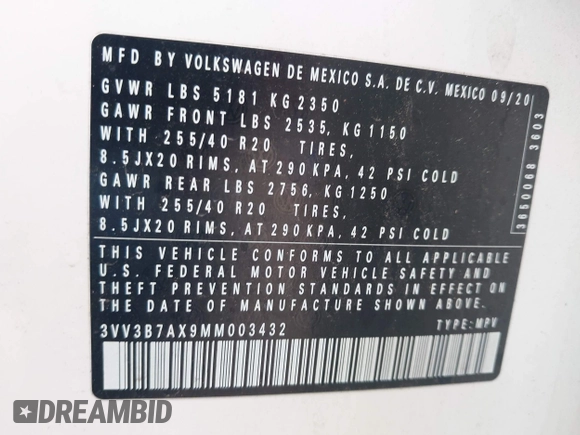 MFD BY VOLKSWAGEN DE MEXICO S.A. DE C.V. MEXICO 09/20
GVWR LBS 5181 KG 2350
GAWR FRONT LBS 2535, KG 1150
WITH 255/40 R20 TIRES,
8.5JX20 RIMS, AT 290 KPA, 42 PSI COLD
GAWR REAR LBS 2756, KG 1250
WITH 255/40 R20 TIRES,
8.5JX20 RIMS, AT 290 KPA, 42 PSI COLD
THIS VEHICLE CONFORMS TO ALL APPLICABLE
U.S. FEDERAL MOTOR VEHICLE SAFETY AND
THEFT PREVENTION STANDARDS IN EFFECT ON
THE DATE OF MANUFACTURE SHOWN ABOVE.
3VV3B7AX9MM003432 TYPE: MPV
3650068 3603
DREAMBID